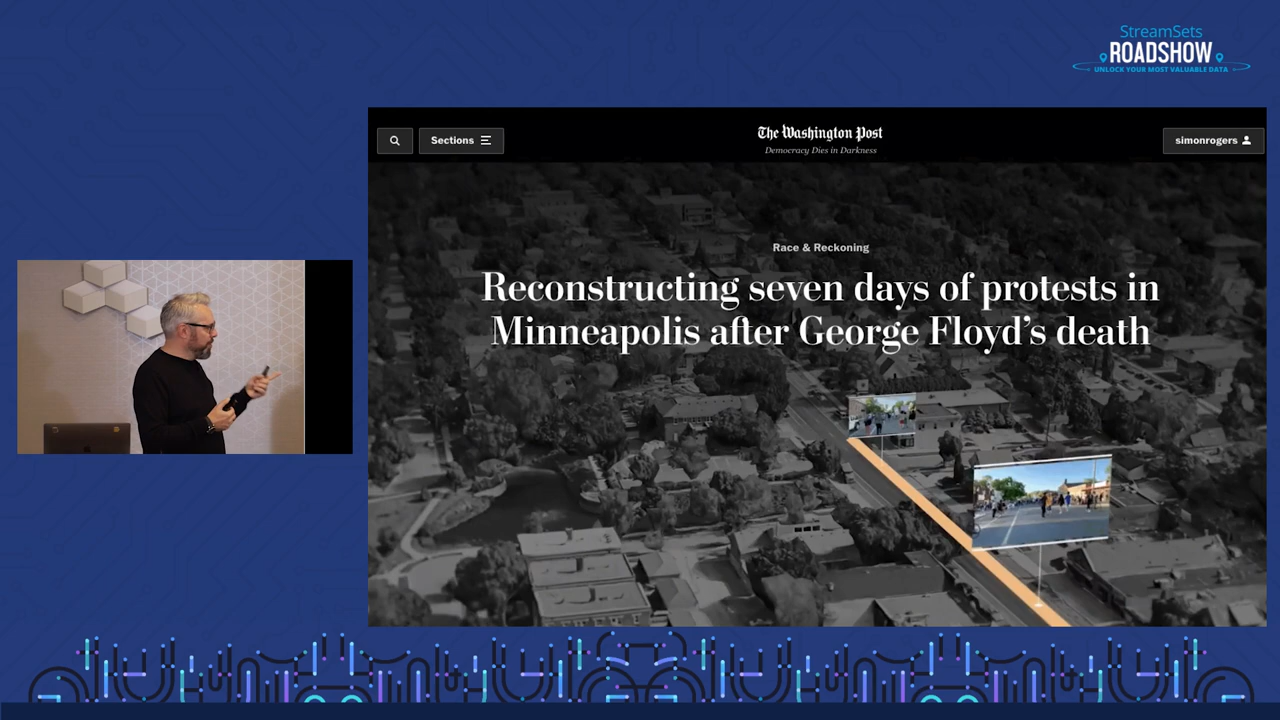 StreamSets
ROADSHOW
UNLOCK YOUR MOST VALUABLE DATA
Sections
The Washington Post
Democracy Dies in Darkness
simonrogers
Race & Reckoning
Reconstructing seven days of protests in
Minneapolis after George Floyd’s death